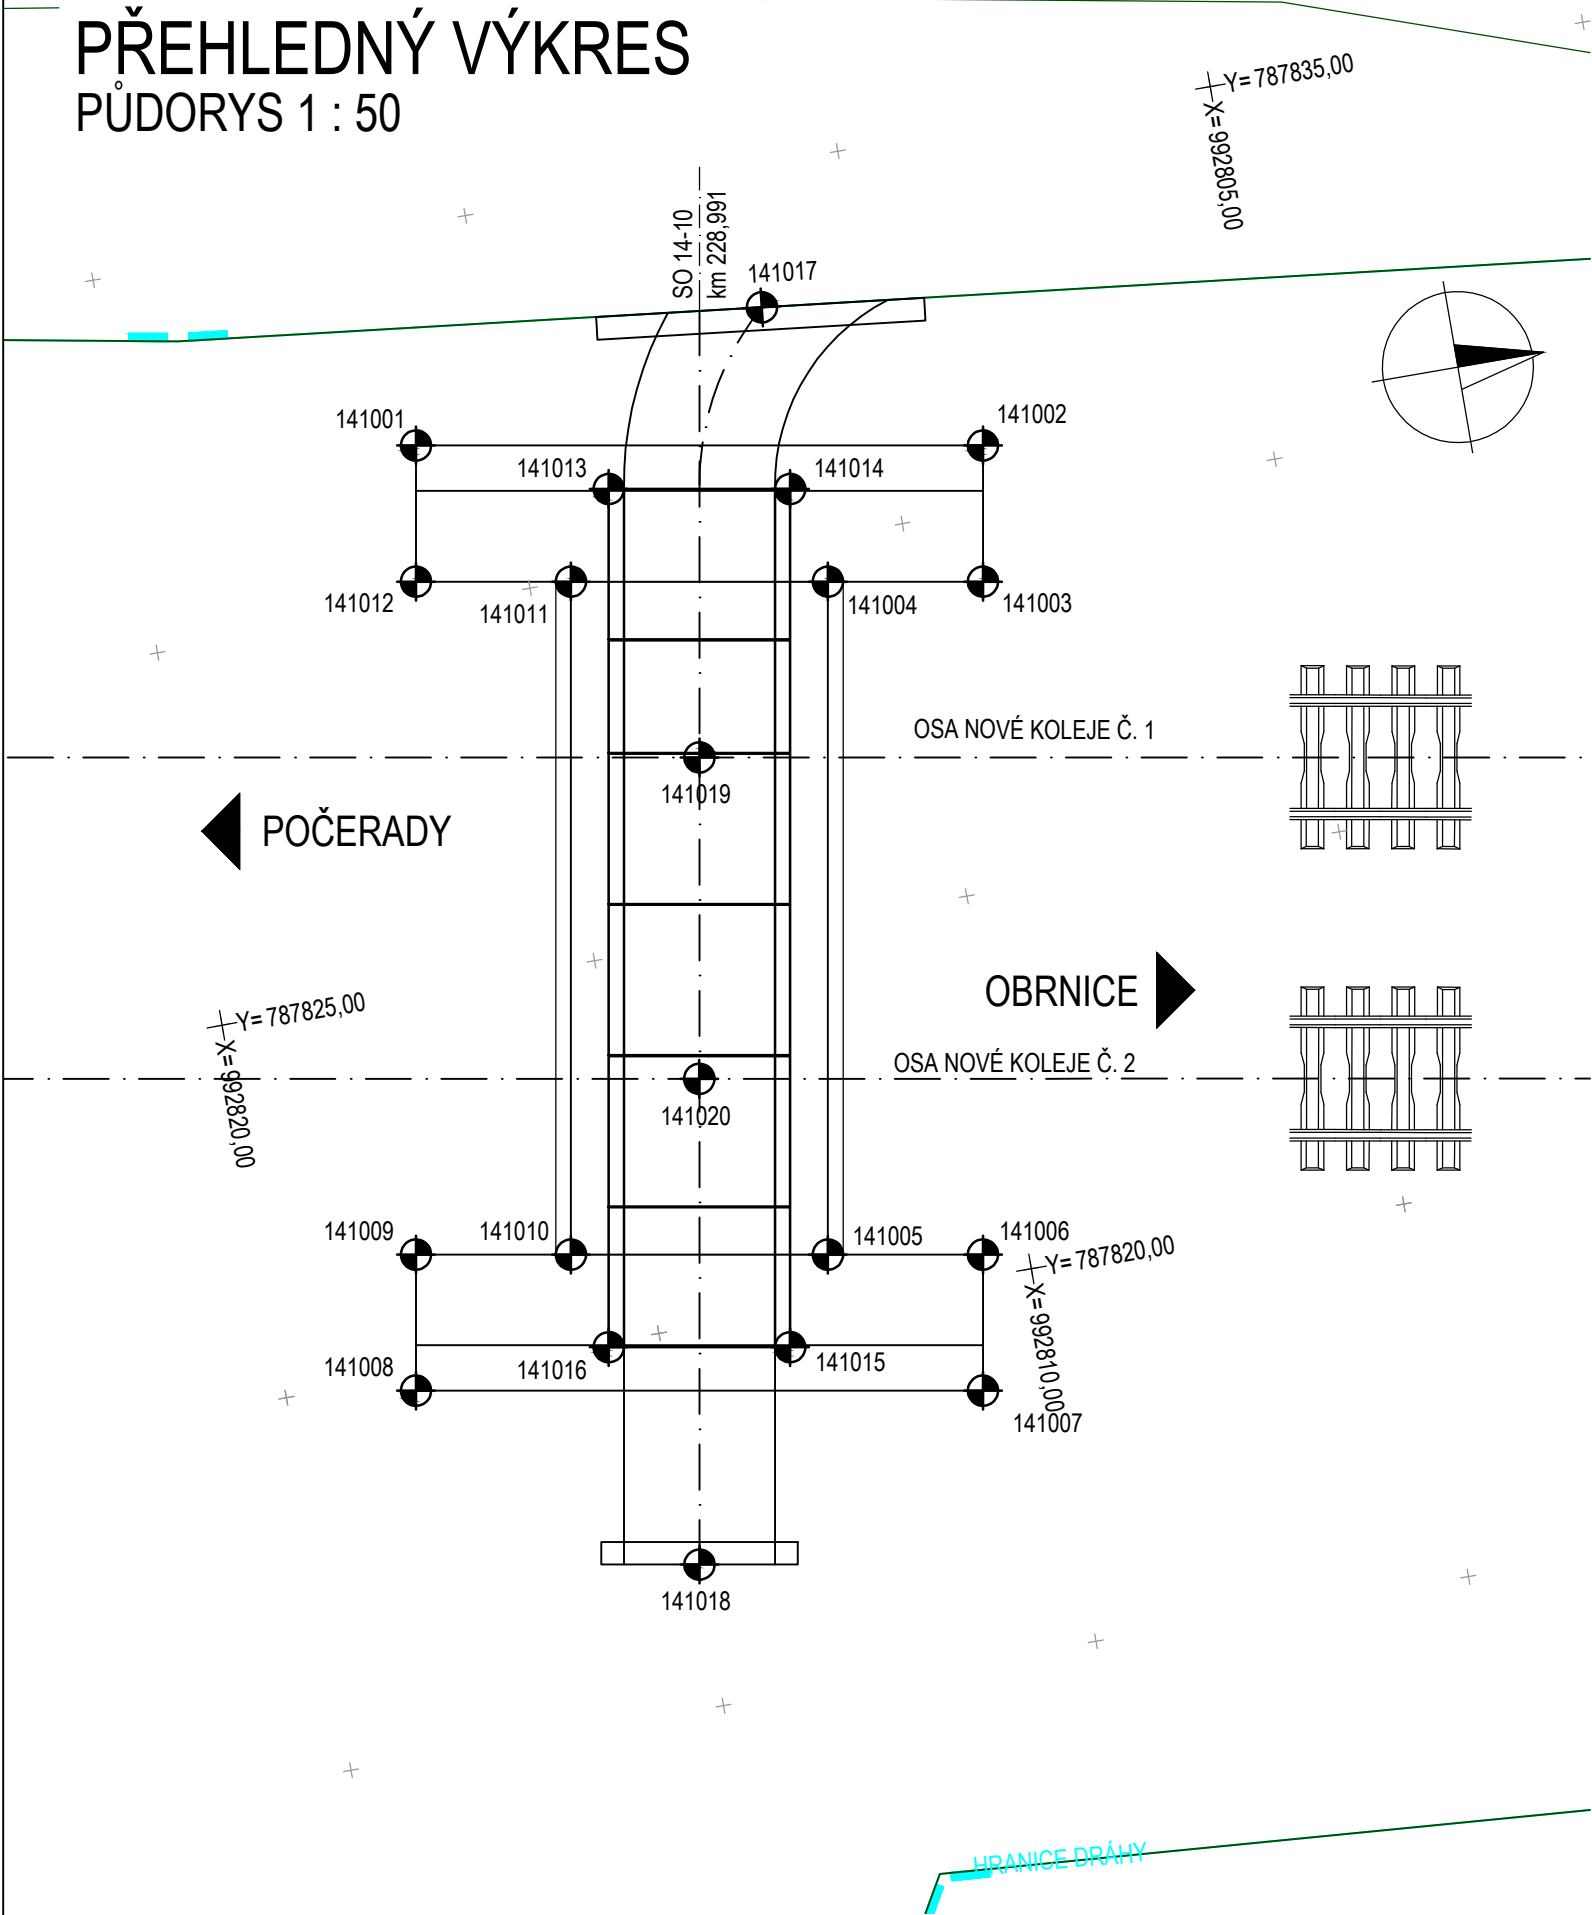 PŘEHLEDNÝ VÝKRES
PŮDORYS 1 : 50
Y= 787835,00
X= 992805,00
SO 14-10
km 228,991
141017
141001
141002
141013
141014
141012
141011
141004
141003
OSA NOVÉ KOLEJE Č. 1
141019
POČERADY
OBRNICE
Y= 787825,00
X= 992820,00
OSA NOVÉ KOLEJE Č. 2
141020
141009
141010
141005
141006
Y= 787820,00
X= 992810,00
141008
141016
141015
141007
141018
HRANICE DRÁHY